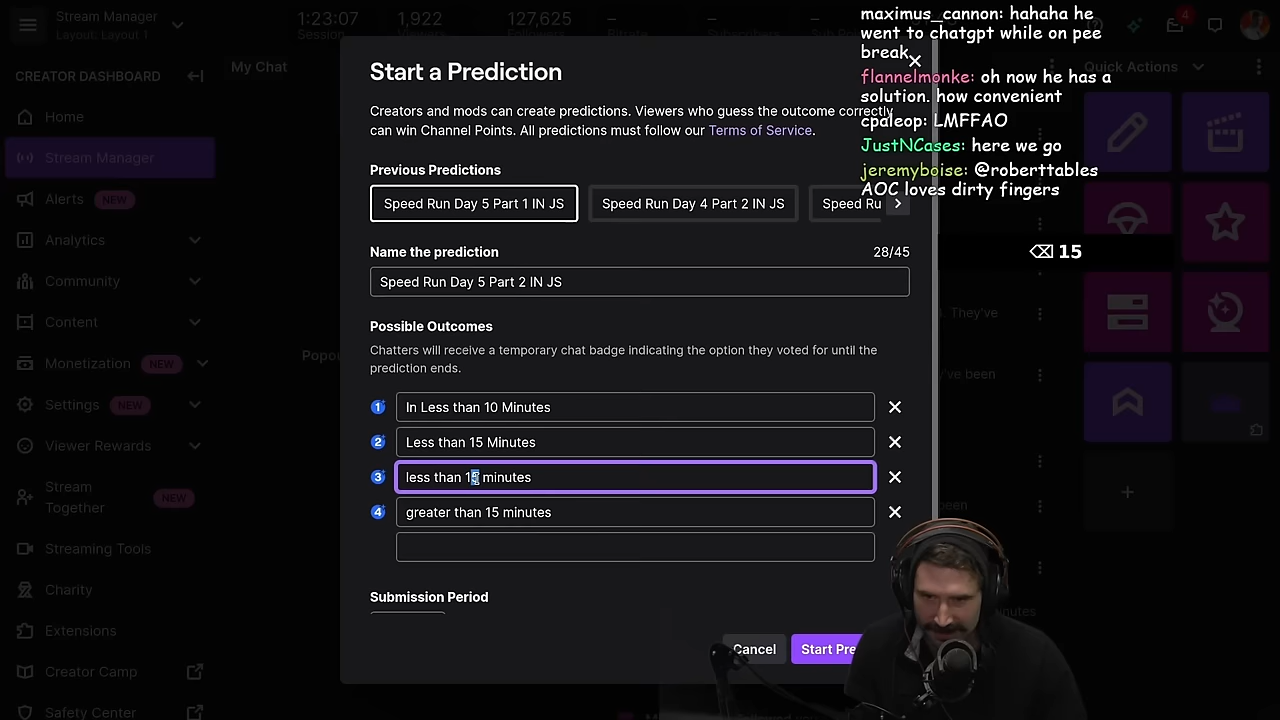 Stream Manager
Layout: Layout 1
1:23:07
Session
1,922
Viewers
127,625
Followers
Bitrate
Subscribers
maximus_cannon: hahaha he
went to chatgpt while on pee
break
flannelmonke: oh now he has a
solution. how convenient
cpaleop: LMFFAO
JustNCases: here we go
jeremyboise: @roberttables
AOC loves dirty fingers
⌫ 15
4
CREATOR DASHBOARD
Home
Stream Manager
Alerts NEW
Analytics
Community
Content
Monetization NEW
Settings NEW
Viewer Rewards
Stream
Together NEW
Streaming Tools
Charity
Extensions
Creator Camp
Safety Center
My Chat
Quick Actions
Start a Prediction
Creators and mods can create predictions. Viewers who guess the outcome correctly
can win Channel Points. All predictions must follow our Terms of Service.
Previous Predictions
Speed Run Day 5 Part 1 IN JS
Speed Run Day 4 Part 2 IN JS
Speed Ru
Name the prediction
28/45
Speed Run Day 5 Part 2 IN JS
Possible Outcomes
Chatters will receive a temporary chat badge indicating the option they voted for until the
prediction ends.
1 In Less than 10 Minutes
2 Less than 15 Minutes
3 less than 15 minutes
4 greater than 15 minutes
Submission Period
Cancel
Start Pre